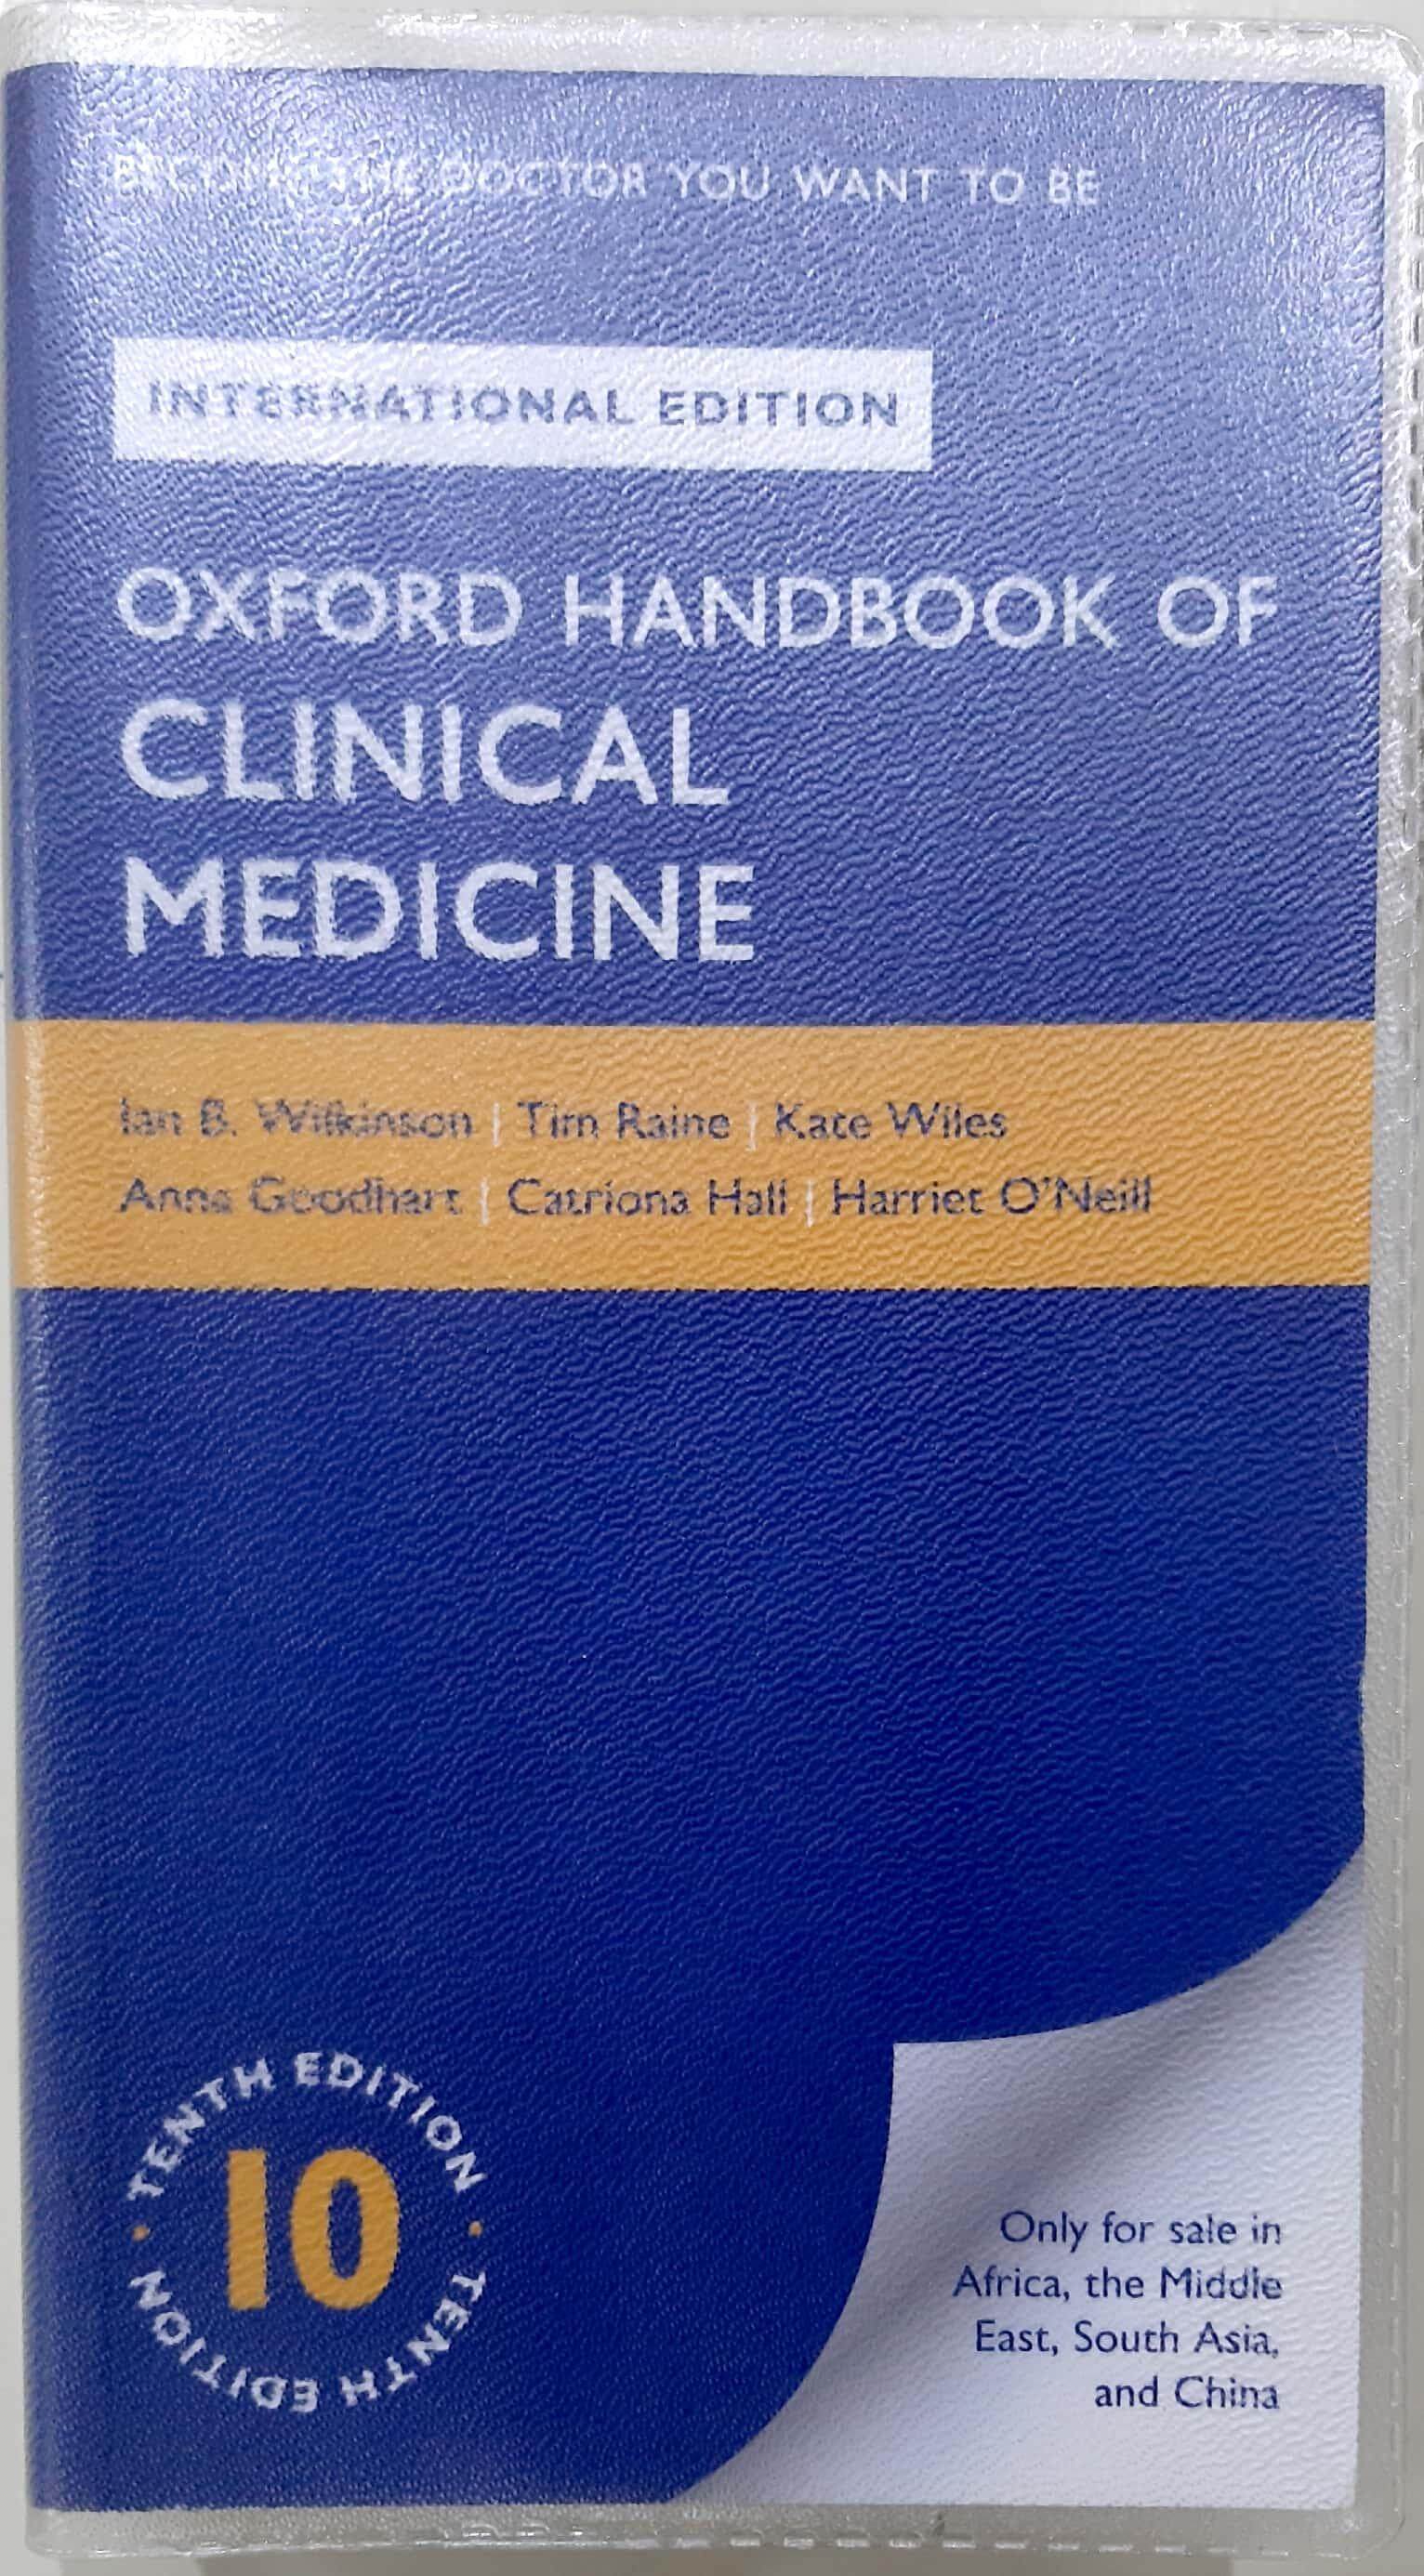 BECOMING THE DOCTOR YOU WANT TO BE
INTERNATIONAL EDITION
OXFORD HANDBOOK OF
CLINICAL
MEDICINE
Ian B. Wilkinson | Tim Raine | Kate Wiles
Anna Goodhart | Catriona Hall | Harriet O'Neill
TENTH EDITION · TENTH EDITION ·
10
Only for sale in
Africa, the Middle
East, South Asia,
and China